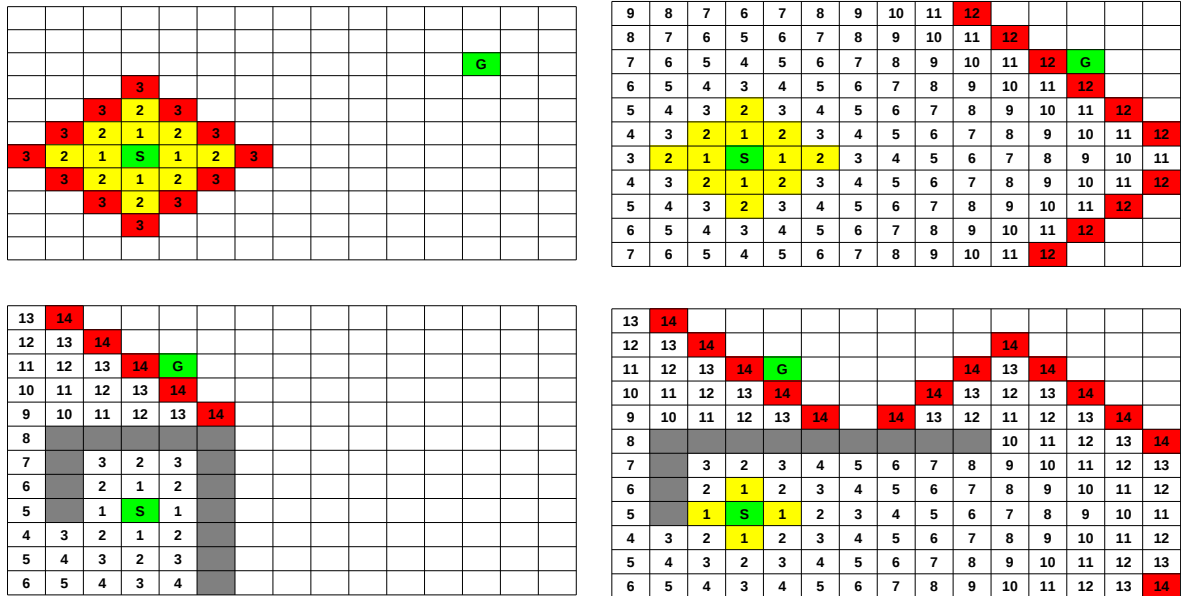 G
3
3 2 3
3 2 1 2 3
3 2 1 S 1 2 3
3 2 1 2 3
3 2 3
3
9 8 7 6 7 8 9 10 11 12
8 7 6 5 6 7 8 9 10 11 12
7 6 5 4 5 6 7 8 9 10 11 12 G
6 5 4 3 4 5 6 7 8 9 10 11 12
5 4 3 2 3 4 5 6 7 8 9 10 11 12
4 3 2 1 2 3 4 5 6 7 8 9 10 11 12
3 2 1 S 1 2 3 4 5 6 7 8 9 10 11
4 3 2 1 2 3 4 5 6 7 8 9 10 11 12
5 4 3 2 3 4 5 6 7 8 9 10 11 12
6 5 4 3 4 5 6 7 8 9 10 11 12
7 6 5 4 5 6 7 8 9 10 11 12
13 14
12 13 14
11 12 13 14 G
10 11 12 13 14
9 10 11 12 13 14
8
7 3 2 3
6 2 1 2
5 1 S 1
4 3 2 1 2
5 4 3 2 3
6 5 4 3 4
13 14
12 13 14 14
11 12 13 14 G 14 13 14
10 11 12 13 14 14 13 12 13 14
9 10 11 12 13 14 14 13 12 11 12 13 14
8 10 11 12 13 14
7 3 2 3 4 5 6 7 8 9 10 11 12 13
6 2 1 2 3 4 5 6 7 8 9 10 11 12
5 1 S 1 2 3 4 5 6 7 8 9 10 11
4 3 2 1 2 3 4 5 6 7 8 9 10 11 12
5 4 3 2 3 4 5 6 7 8 9 10 11 12 13
6 5 4 3 4 5 6 7 8 9 10 11 12 13 14